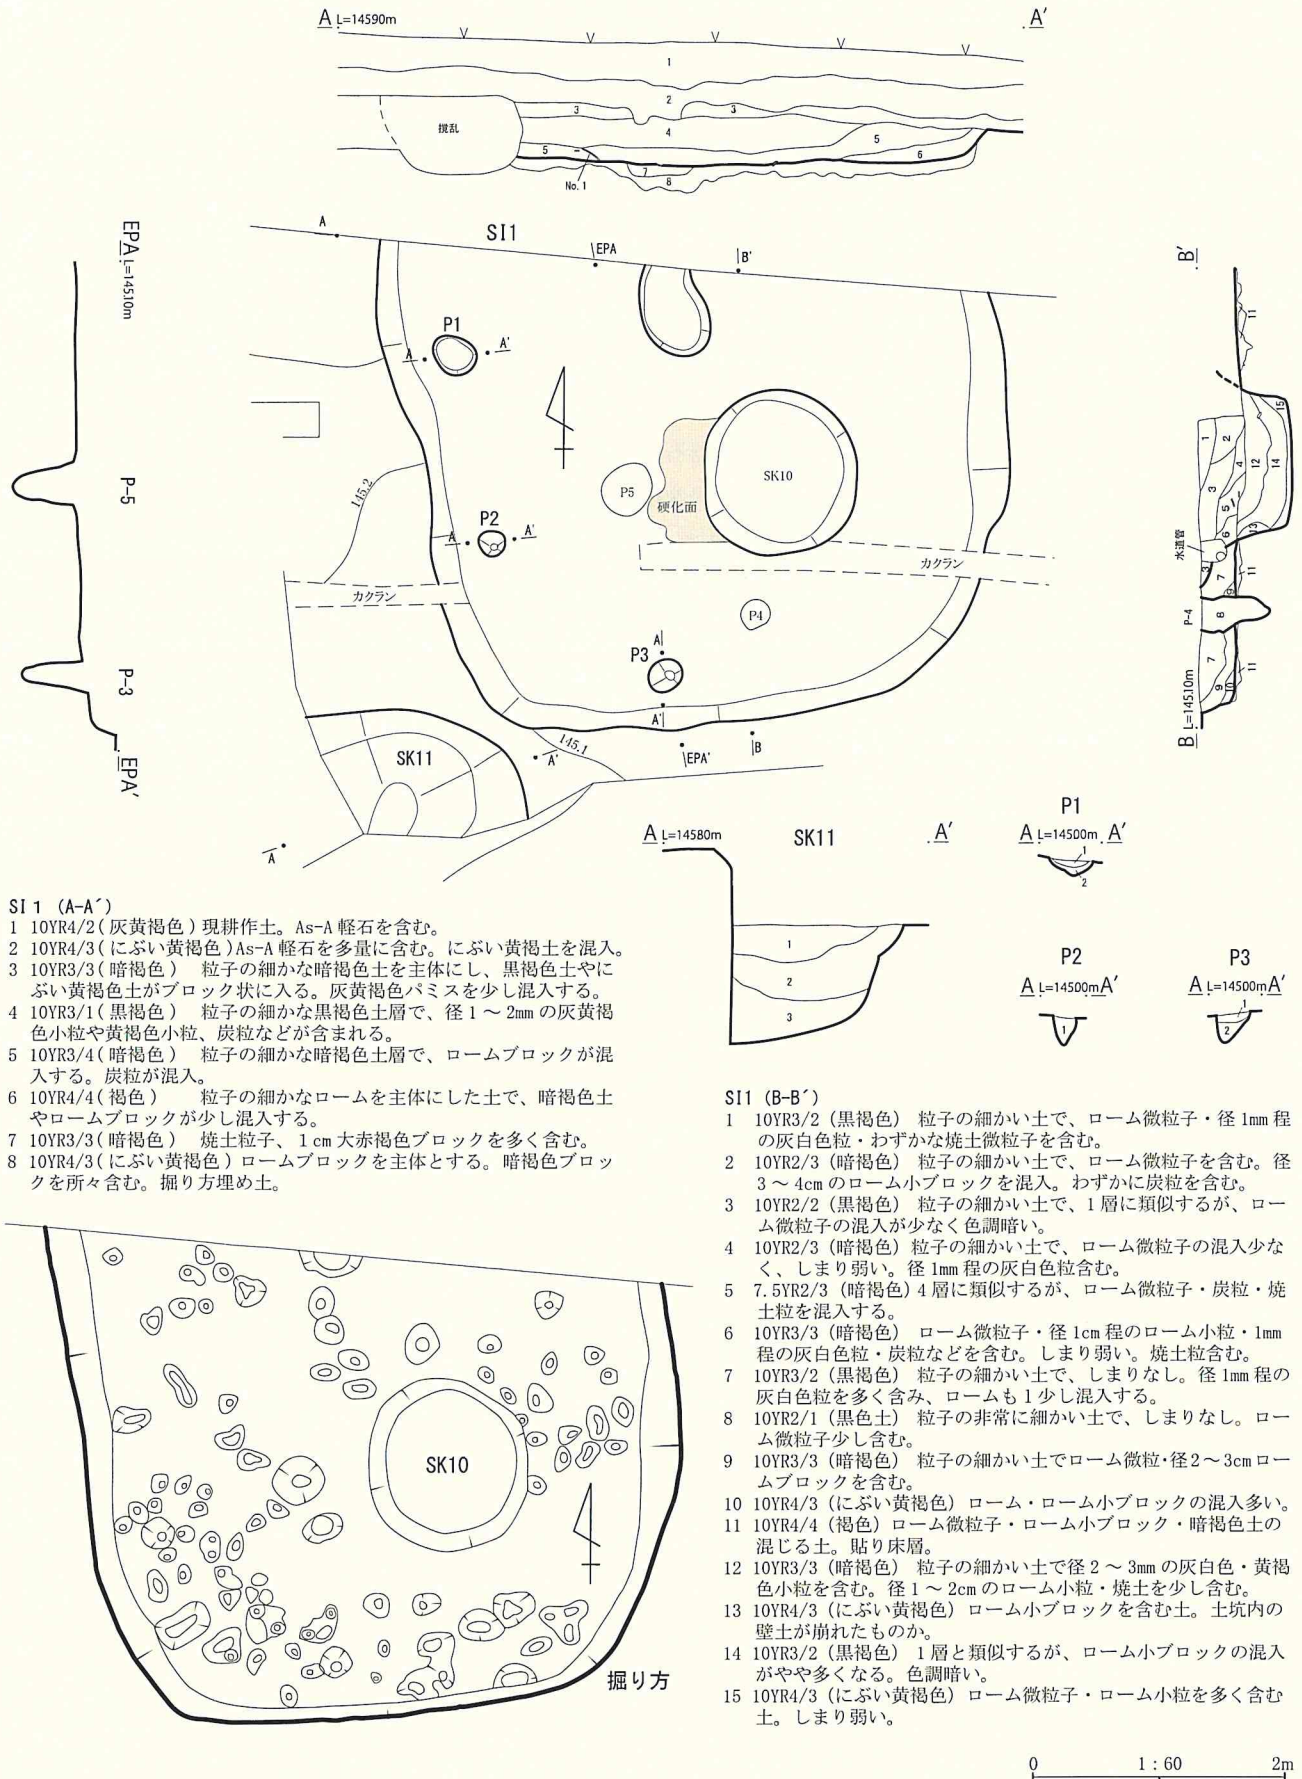 A L=14590m A′
1
2
3 3
4
撹乱
5 5
6
7
8
No. 1
EPA L=145.10m
P-5
P-3
EPA′
A
SI1
EPA
B′
P1
A A′
SK10
P5
硬化面
145.2
P2
A A′
カクラン
カクラン
P4
A
P3
A′
145.1
EPA′
B
SK11
A′
A
B′
11
15
1 2 4 12 14
3 5
6 13
水道管
3 7 11
9
P-4
8
7 11
9 10
B L=145.10m
A L=14580m SK11 A′
1
2
3
P1
A L=14500m A′
1
2
P2
A L=14500m A′
1
P3
A L=14500m A′
1
2
SI 1 (A-A´)
1 10YR4/2(灰黄褐色)現耕作土。As-A 軽石を含む。
2 10YR4/3(にぶい黄褐色)As-A 軽石を多量に含む。にぶい黄褐土を混入。
3 10YR3/3(暗褐色) 粒子の細かな暗褐色土を主体にし、黒褐色土やに
ぶい黄褐色土がブロック状に入る。灰黄褐色パミスを少し混入する。
4 10YR3/1(黒褐色) 粒子の細かな黒褐色土層で、径 1 ～ 2mm の灰黄褐
色小粒や黄褐色小粒、炭粒などが含まれる。
5 10YR3/4(暗褐色) 粒子の細かな暗褐色土層で、ロームブロックが混
入する。炭粒が混入。
6 10YR4/4(褐色) 粒子の細かなロームを主体にした土で、暗褐色土
やロームブロックが少し混入する。
7 10YR3/3(暗褐色) 焼土粒子、1cm 大赤褐色ブロックを多く含む。
8 10YR4/3(にぶい黄褐色)ロームブロックを主体とする。暗褐色ブロッ
クを所々含む。掘り方埋め土。
SI1 (B-B´)
1 10YR3/2 (黒褐色) 粒子の細かい土で、ローム微粒子・径 1mm 程
の灰白色粒・わずかな焼土微粒子を含む。
2 10YR2/3 (暗褐色) 粒子の細かい土で、ローム微粒子を含む。径
3 ～ 4cm のローム小ブロックを混入。わずかに炭粒を含む。
3 10YR2/2 (黒褐色) 粒子の細かい土で、1 層に類似するが、ロー
ム微粒子の混入が少なく色調暗い。
4 10YR2/3 (暗褐色) 粒子の細かい土で、ローム微粒子の混入少な
く、しまり弱い。径 1mm 程の灰白色粒含む。
5 7.5YR2/3 (暗褐色) 4 層に類似するが、ローム微粒子・炭粒・焼
土粒を混入する。
6 10YR3/3 (暗褐色) ローム微粒子・径 1cm 程のローム小粒・1mm
程の灰白色粒・炭粒などを含む。しまり弱い。焼土粒含む。
7 10YR3/2 (黒褐色) 粒子の細かい土で、しまりなし。径 1mm 程の
灰白色粒を多く含み、ロームも 1 少し混入する。
8 10YR2/1 (黒色土) 粒子の非常に細かい土で、しまりなし。ロー
ム微粒子少し含む。
9 10YR3/3 (暗褐色) 粒子の細かい土でローム微粒・径 2 ～ 3cm ロー
ムブロックを含む。
10 10YR4/3 (にぶい黄褐色) ローム・ローム小ブロックの混入多い。
11 10YR4/4 (褐色) ローム微粒子・ローム小ブロック・暗褐色土の
混じる土。貼り床層。
12 10YR3/3 (暗褐色) 粒子の細かい土で径 2 ～ 3mm の灰白色・黄褐
色小粒を含む。径 1 ～ 2cm のローム小粒・焼土を少し含む。
13 10YR4/3 (にぶい黄褐色) ローム小ブロックを含む土。土坑内の
壁土が崩れたものか。
14 10YR3/2 (黒褐色) 1 層と類似するが、ローム小ブロックの混入
がやや多くなる。色調暗い。
15 10YR4/3 (にぶい黄褐色) ローム微粒子・ローム小粒を多く含む
土。しまり弱い。
SK10
掘り方
0 1 : 60 2m